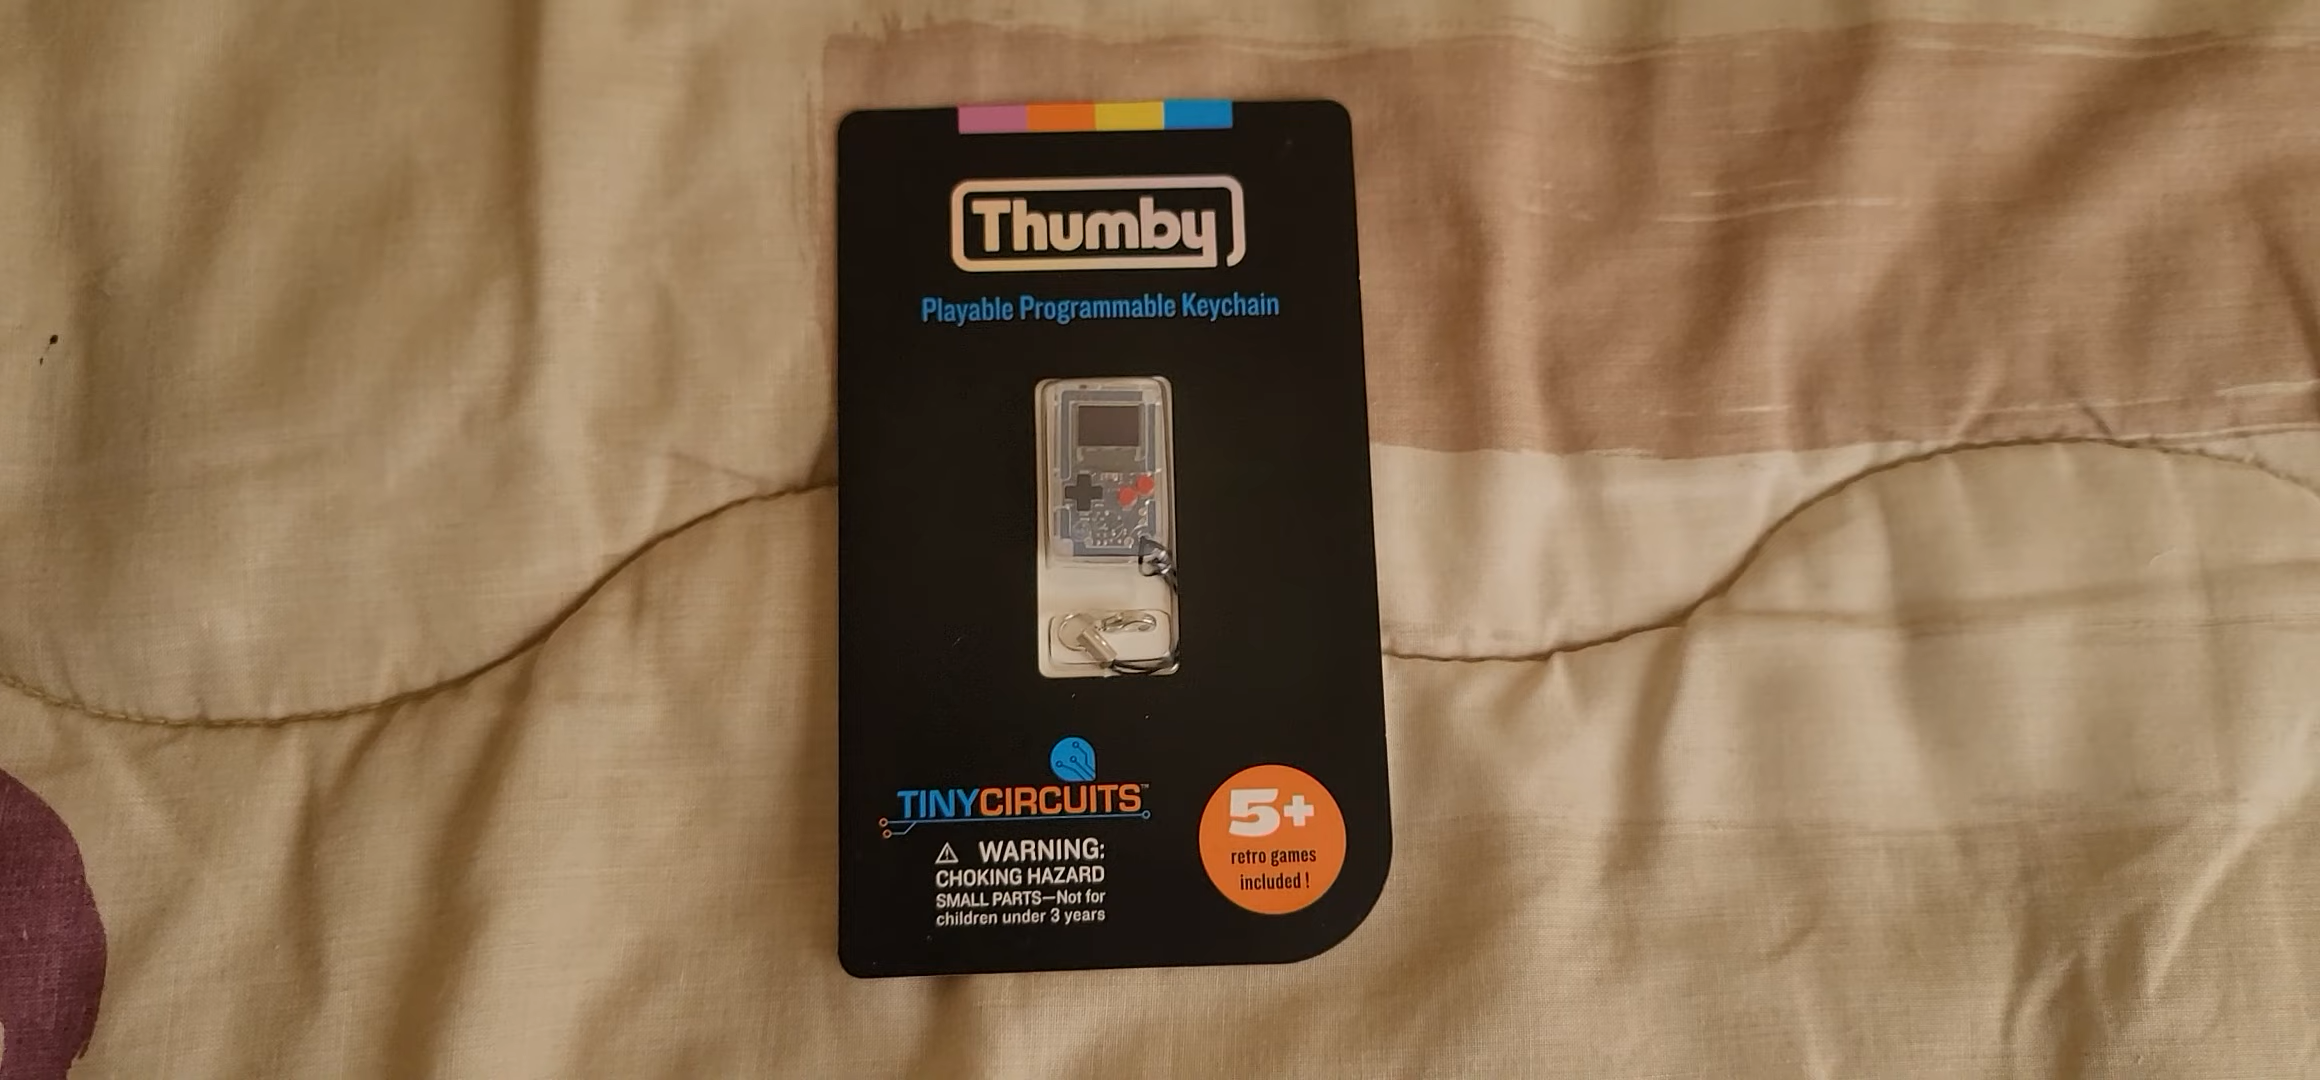 Thumby
Playable Programmable Keychain
TINYCIRCUITS™
⚠ WARNING:
CHOKING HAZARD
SMALL PARTS—Not for
children under 3 years
5+
retro games
included !